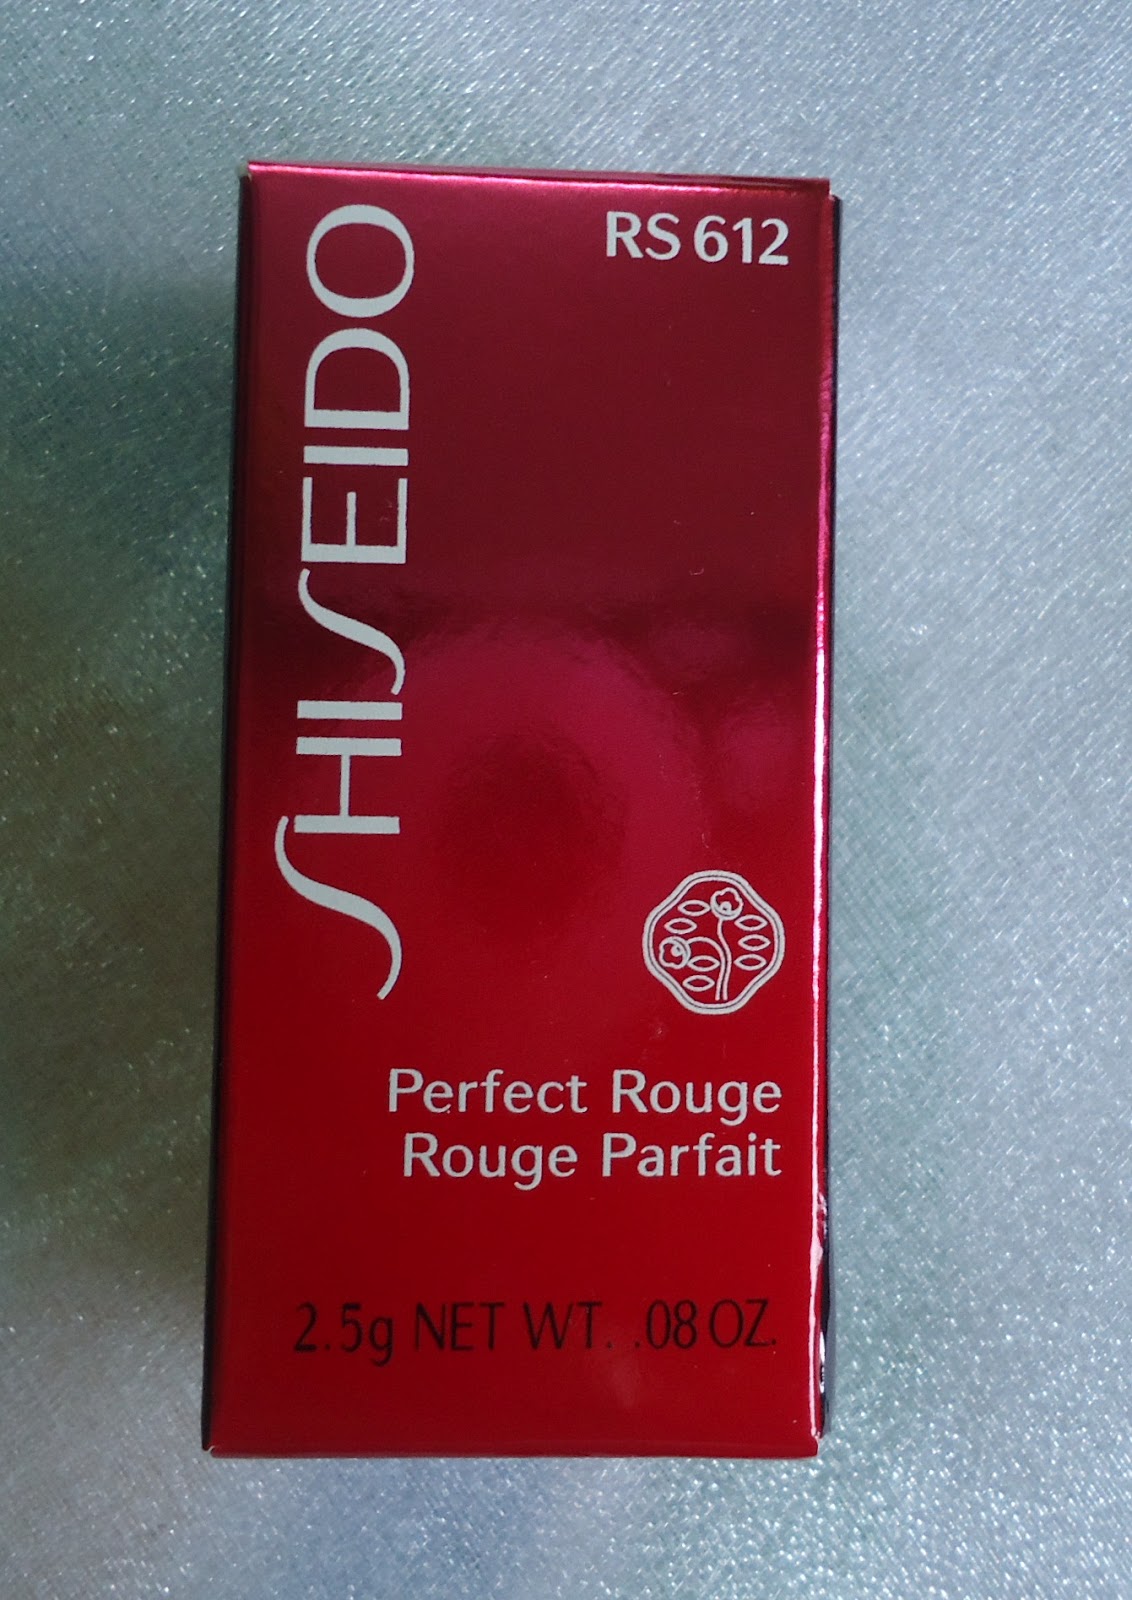 RS 612
SHISEIDO
Perfect Rouge
Rouge Parfait
2.5g NET WT. .08 OZ.